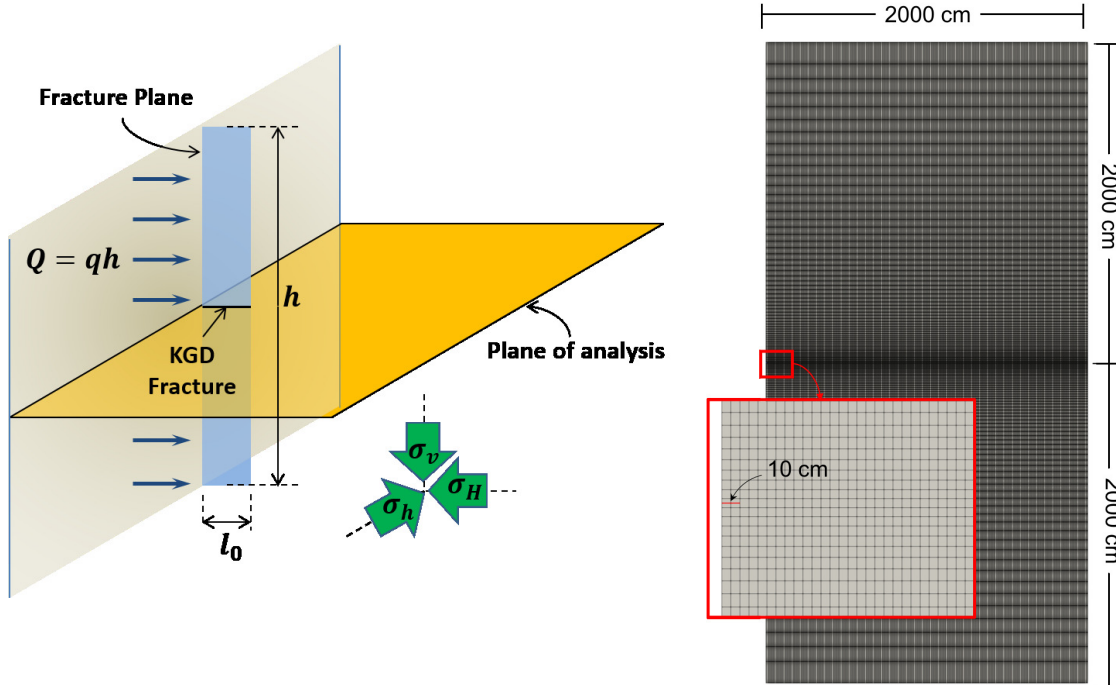 Fracture Plane
Q = qh
h
KGD
Fracture
Plane of analysis
σv
σH
σh
l0
2000 cm
2000 cm
10 cm
2000 cm